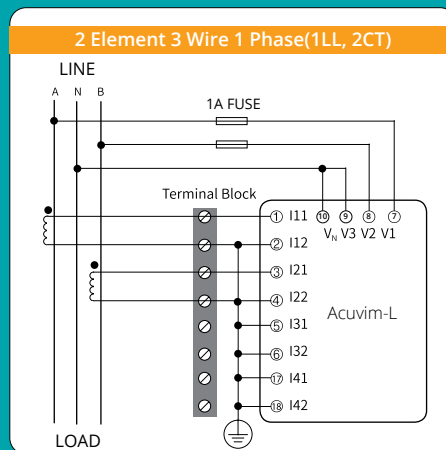 2 Element 3 Wire 1 Phase(1LL, 2CT)
LINE
A N B
1A FUSE
Terminal Block
10 9 8 7
VN V3 V2 V1
1 I11
2 I12
3 I21
4 I22
5 I31
6 I32
17 I41
18 I42
Acuvim-L
LOAD